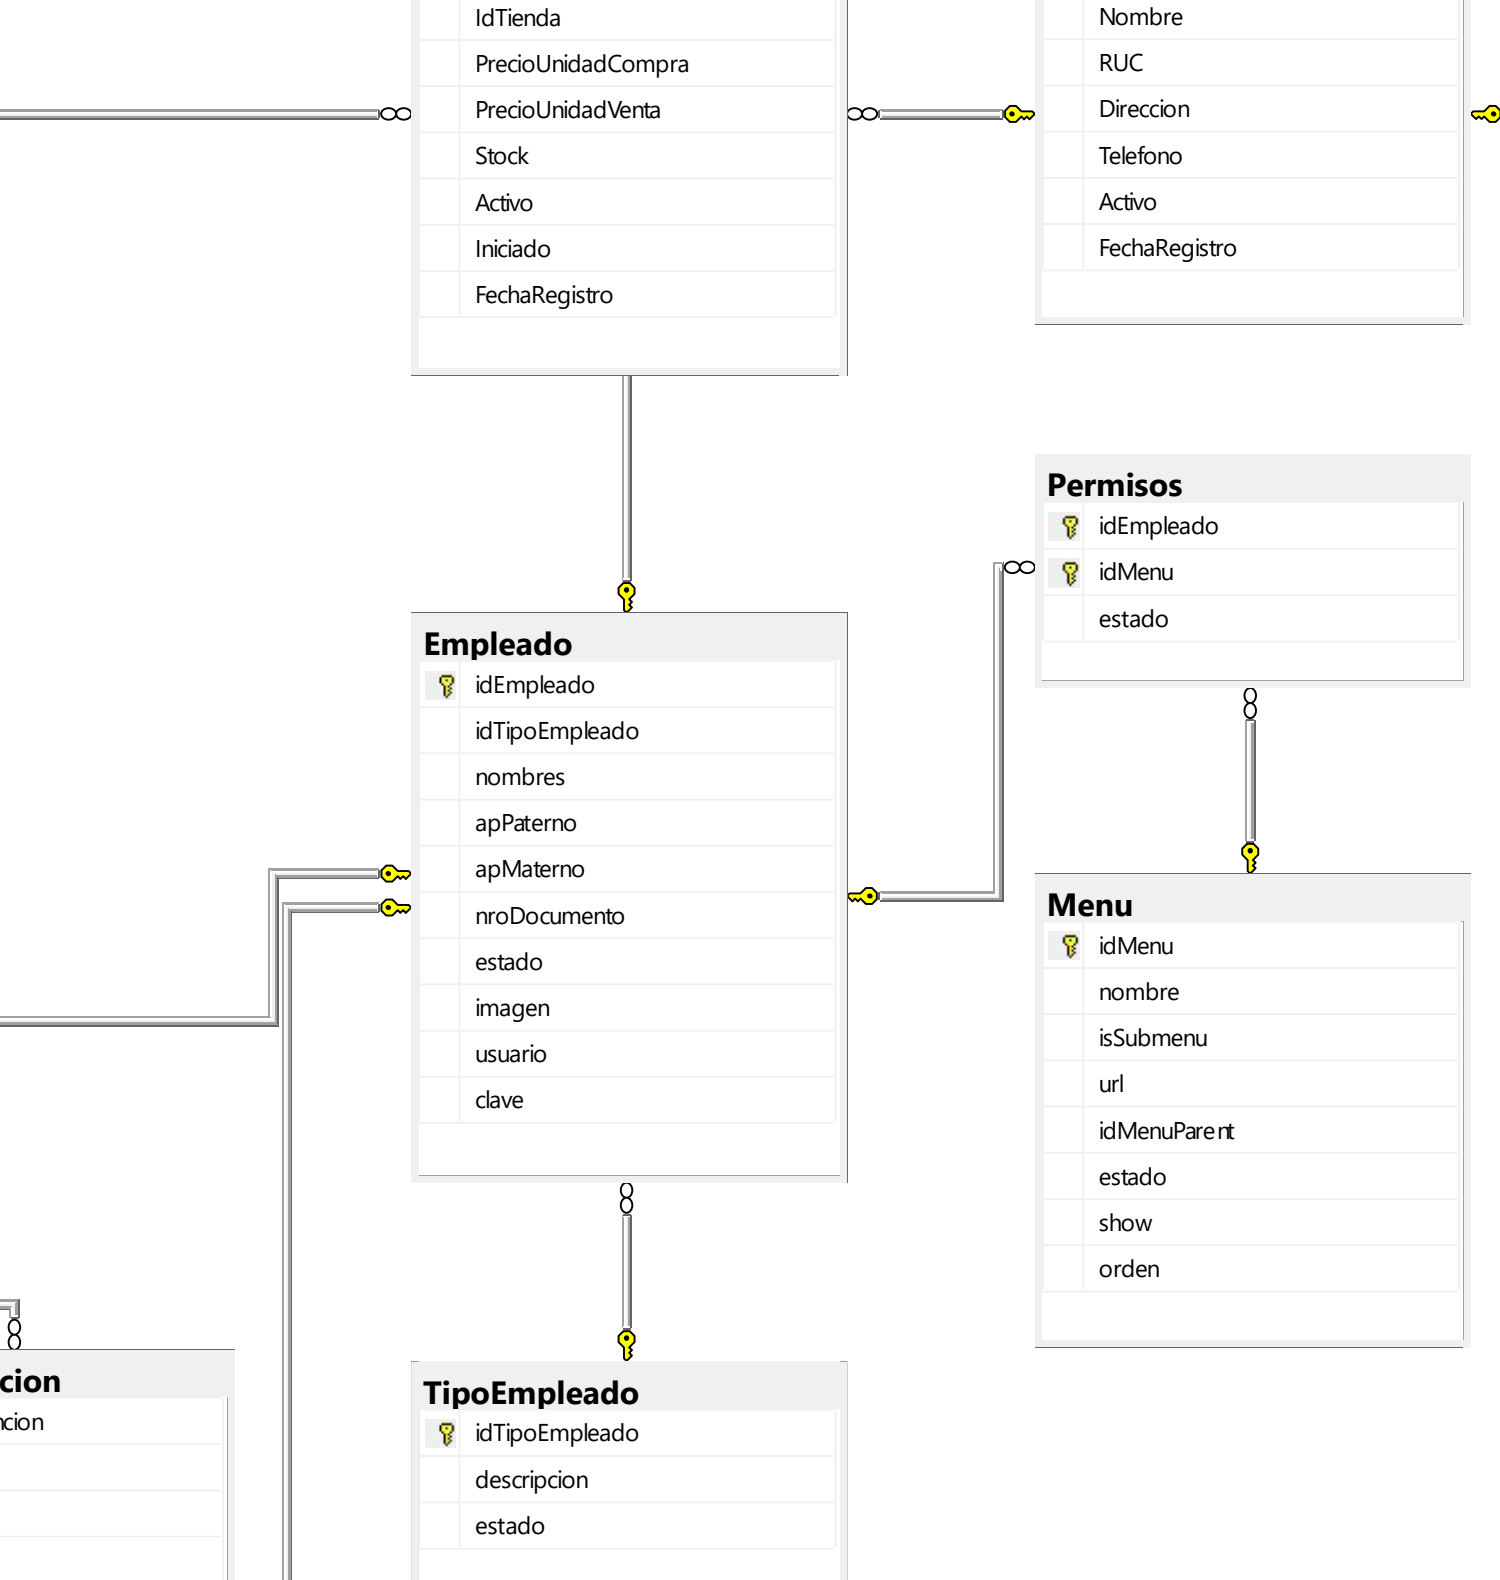 IdTienda
PrecioUnidadCompra
PrecioUnidadVenta
Stock
Activo
Iniciado
FechaRegistro
Nombre
RUC
Direccion
Telefono
Activo
FechaRegistro
Permisos
idEmpleado
idMenu
estado
Empleado
idEmpleado
idTipoEmpleado
nombres
apPaterno
apMaterno
nroDocumento
estado
imagen
usuario
clave
Menu
idMenu
nombre
isSubmenu
url
idMenuParent
estado
show
orden
cion
ncion
TipoEmpleado
idTipoEmpleado
descripcion
estado